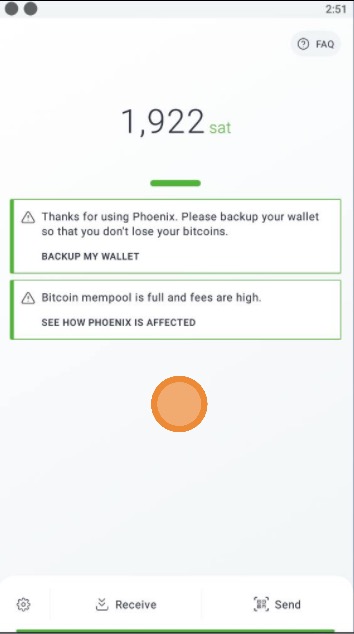 2:51
FAQ
1,922 sat
Thanks for using Phoenix. Please backup your wallet
so that you don't lose your bitcoins.
BACKUP MY WALLET
Bitcoin mempool is full and fees are high.
SEE HOW PHOENIX IS AFFECTED
Receive
Send